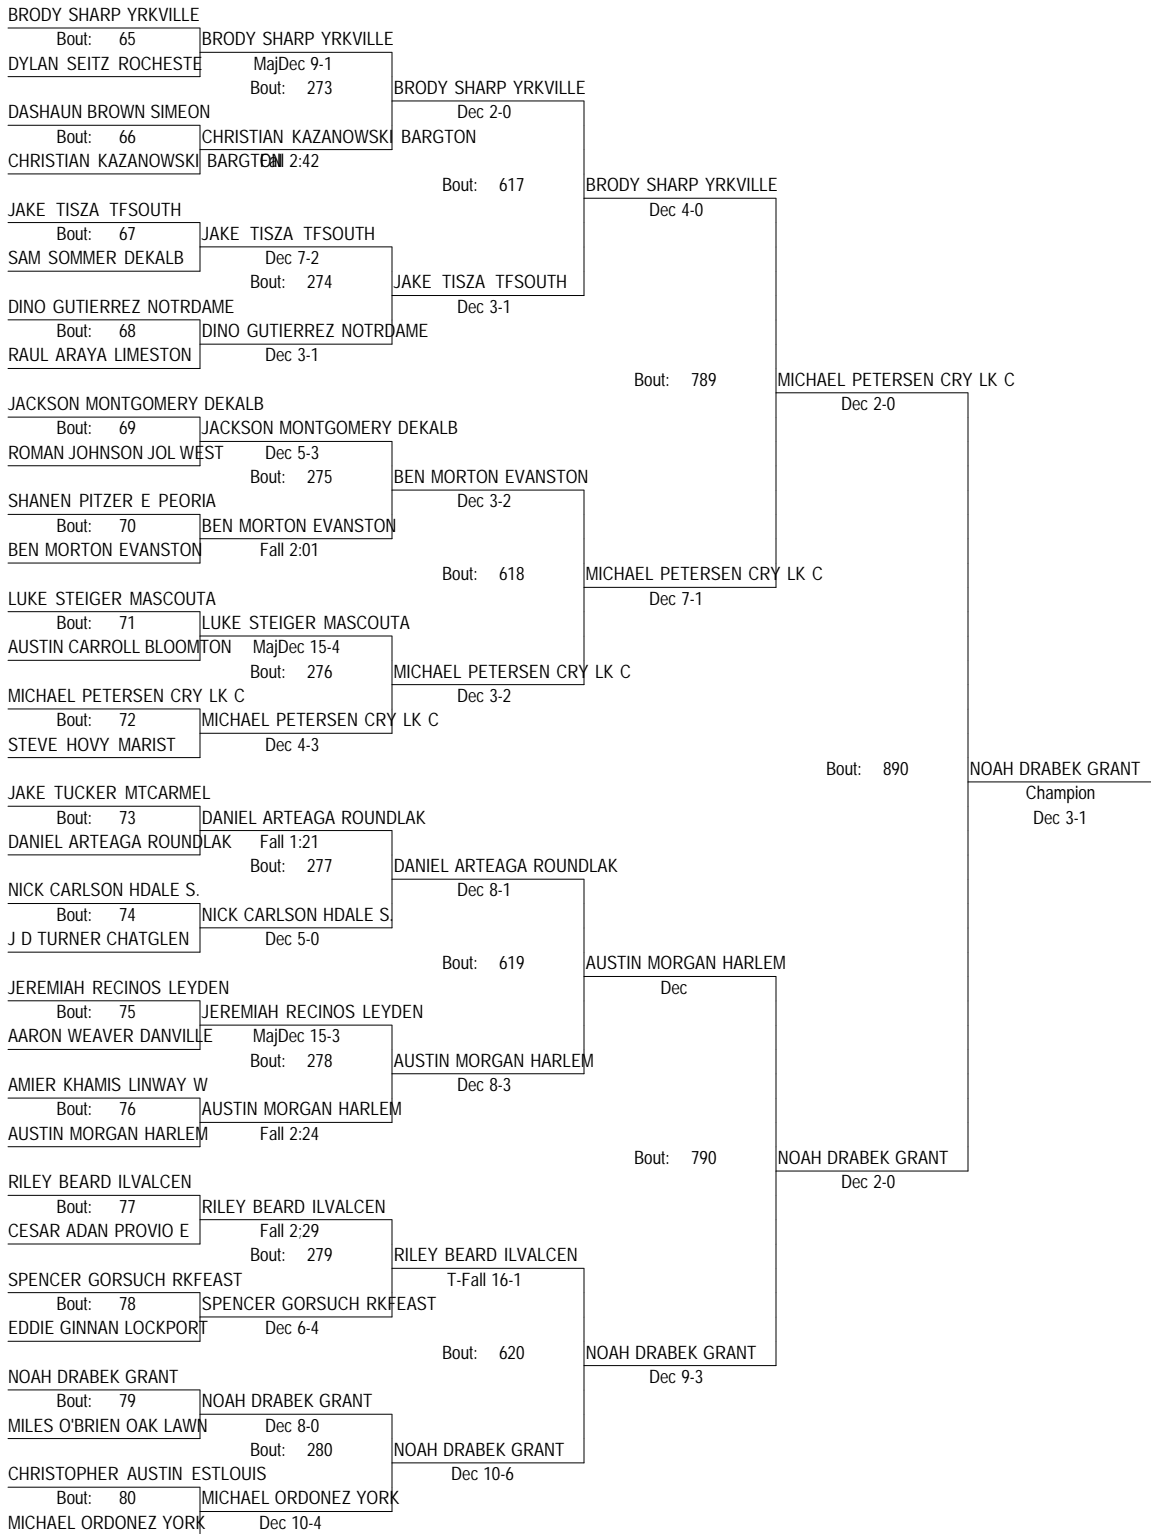 BRODY SHARP YRKVILLE
Bout: 65 BRODY SHARP YRKVILLE
DYLAN SEITZ ROCHESTE MajDec 9-1
Bout: 273 BRODY SHARP YRKVILLE
DASHAUN BROWN SIMEON Dec 2-0
Bout: 66 CHRISTIAN KAZANOWSKI BARGTON
CHRISTIAN KAZANOWSKI BARGTON Fall 2:42
Bout: 617 BRODY SHARP YRKVILLE
JAKE TISZA TFSOUTH Dec 4-0
Bout: 67 JAKE TISZA TFSOUTH
SAM SOMMER DEKALB Dec 7-2
Bout: 274 JAKE TISZA TFSOUTH
DINO GUTIERREZ NOTRDAME Dec 3-1
Bout: 68 DINO GUTIERREZ NOTRDAME
RAUL ARAYA LIMESTON Dec 3-1
Bout: 789 MICHAEL PETERSEN CRY LK C
JACKSON MONTGOMERY DEKALB Dec 2-0
Bout: 69 JACKSON MONTGOMERY DEKALB
ROMAN JOHNSON JOL WEST Dec 5-3
Bout: 275 BEN MORTON EVANSTON
SHANEN PITZER E PEORIA Dec 3-2
Bout: 70 BEN MORTON EVANSTON
BEN MORTON EVANSTON Fall 2:01
Bout: 618 MICHAEL PETERSEN CRY LK C
LUKE STEIGER MASCOUTA Dec 7-1
Bout: 71 LUKE STEIGER MASCOUTA
AUSTIN CARROLL BLOOMTON MajDec 15-4
Bout: 276 MICHAEL PETERSEN CRY LK C
MICHAEL PETERSEN CRY LK C Dec 3-2
Bout: 72 MICHAEL PETERSEN CRY LK C
STEVE HOVY MARIST Dec 4-3
Bout: 890 NOAH DRABEK GRANT
JAKE TUCKER MTCARMEL Champion
Bout: 73 DANIEL ARTEAGA ROUNDLAK Dec 3-1
DANIEL ARTEAGA ROUNDLAK Fall 1:21
Bout: 277 DANIEL ARTEAGA ROUNDLAK
NICK CARLSON HDALE S. Dec 8-1
Bout: 74 NICK CARLSON HDALE S.
J D TURNER CHATGLEN Dec 5-0
Bout: 619 AUSTIN MORGAN HARLEM
JEREMIAH RECINOS LEYDEN Dec
Bout: 75 JEREMIAH RECINOS LEYDEN
AARON WEAVER DANVILLE MajDec 15-3
Bout: 278 AUSTIN MORGAN HARLEM
AMIER KHAMIS LINWAY W Dec 8-3
Bout: 76 AUSTIN MORGAN HARLEM
AUSTIN MORGAN HARLEM Fall 2:24
Bout: 790 NOAH DRABEK GRANT
RILEY BEARD ILVALCEN Dec 2-0
Bout: 77 RILEY BEARD ILVALCEN
CESAR ADAN PROVIO E Fall 2;29
Bout: 279 RILEY BEARD ILVALCEN
SPENCER GORSUCH RKFEAST T-Fall 16-1
Bout: 78 SPENCER GORSUCH RKFEAST
EDDIE GINNAN LOCKPORT Dec 6-4
Bout: 620 NOAH DRABEK GRANT
NOAH DRABEK GRANT Dec 9-3
Bout: 79 NOAH DRABEK GRANT
MILES O'BRIEN OAK LAWN Dec 8-0
Bout: 280 NOAH DRABEK GRANT
CHRISTOPHER AUSTIN ESTLOUIS Dec 10-6
Bout: 80 MICHAEL ORDONEZ YORK
MICHAEL ORDONEZ YORK Dec 10-4